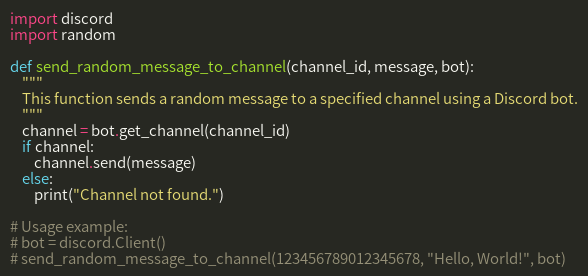 import discord
import random
def send_random_message_to_channel(channel_id, message, bot):
"""
This function sends a random message to a specified channel using a Discord bot.
"""
channel = bot.get_channel(channel_id)
if channel:
channel.send(message)
else:
print("Channel not found.")
# Usage example:
# bot = discord.Client()
# send_random_message_to_channel(123456789012345678, "Hello, World!", bot)